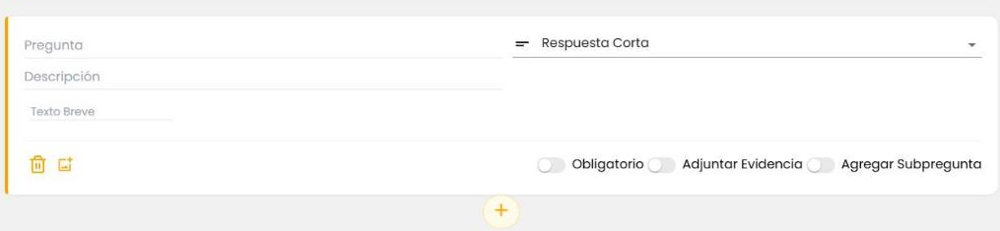 Pregunta
Respuesta Corta
Descripción
Texto Breve
Obligatorio Adjuntar Evidencia Agregar Subpregunta